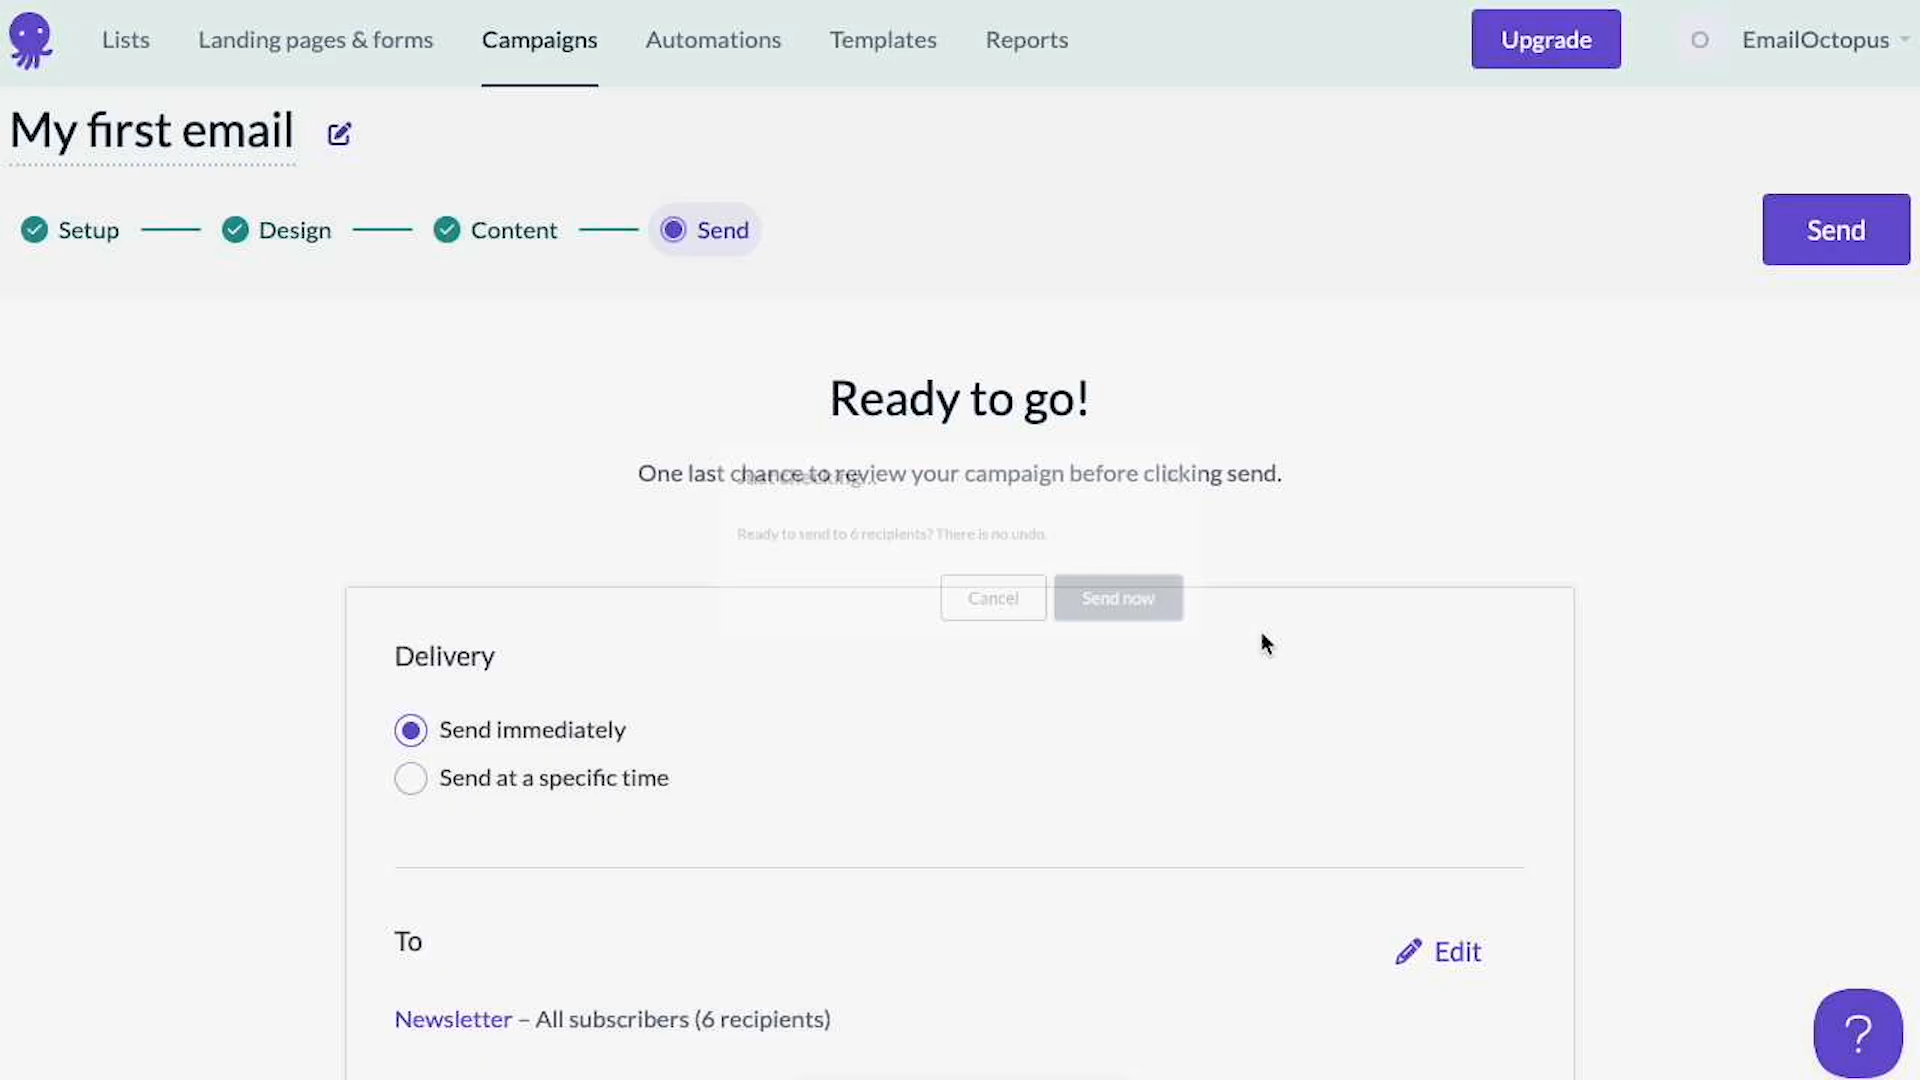 Lists Landing pages & forms Campaigns Automations Templates Reports Upgrade O EmailOctopus
My first email
Setup Design Content Send Send
Ready to go!
One last chance to review your campaign before clicking send.
Just checking...
Ready to send to 6 recipients? There is no undo.
Cancel Send now
Delivery
Send immediately
Send at a specific time
To Edit
Newsletter – All subscribers (6 recipients)
?